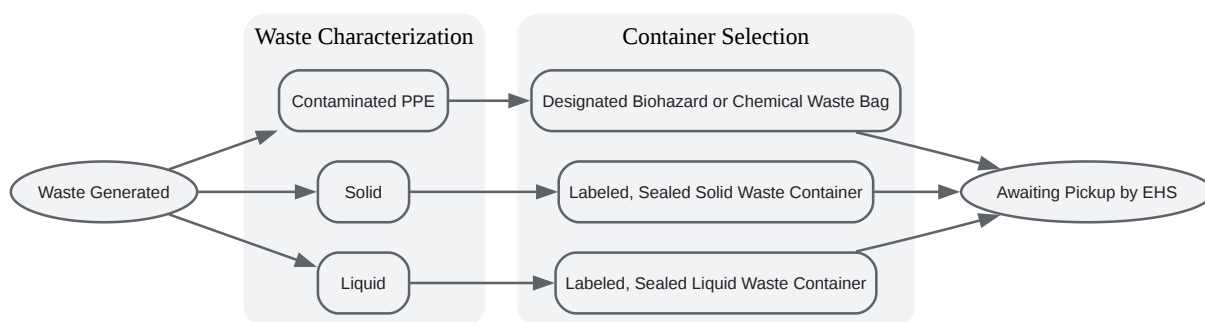 Waste Characterization
Container Selection
Contaminated PPE
Designated Biohazard or Chemical Waste Bag
Waste Generated
Solid
Labeled, Sealed Solid Waste Container
Awaiting Pickup by EHS
Liquid
Labeled, Sealed Liquid Waste Container